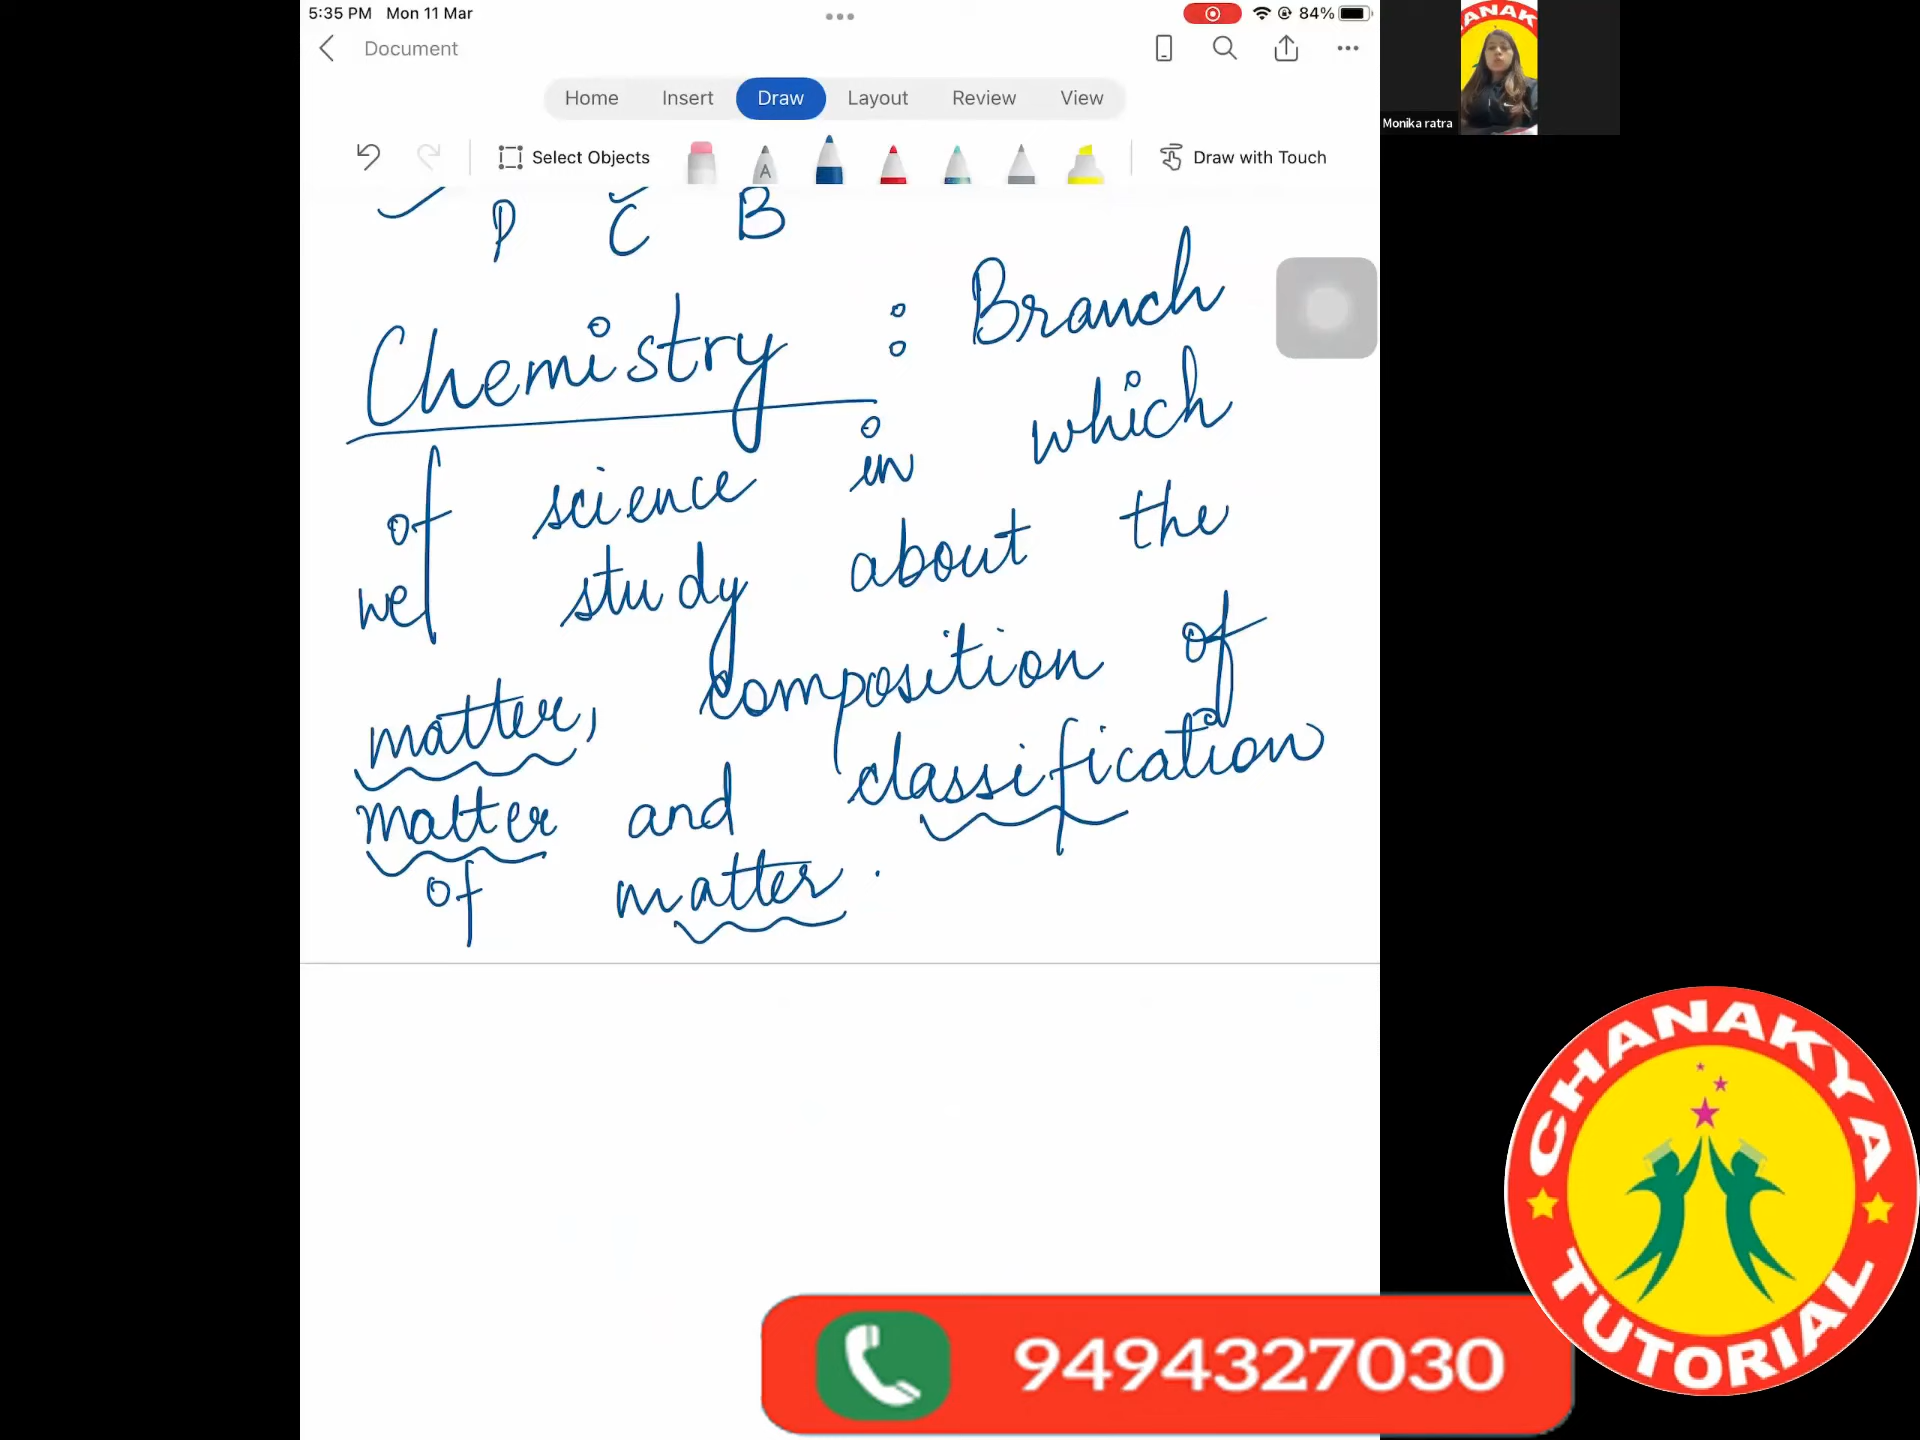 5:35 PM Mon 11 Mar
84%
Document
Home Insert Draw Layout Review View
Select Objects
A
Draw with Touch
P C B
Chemistry : Branch
of science in which
we study about the
matter, composition of
matter and classification
of matter.
ANAK
Monika ratra
CHANAKYA
TUTORIAL
9494327030